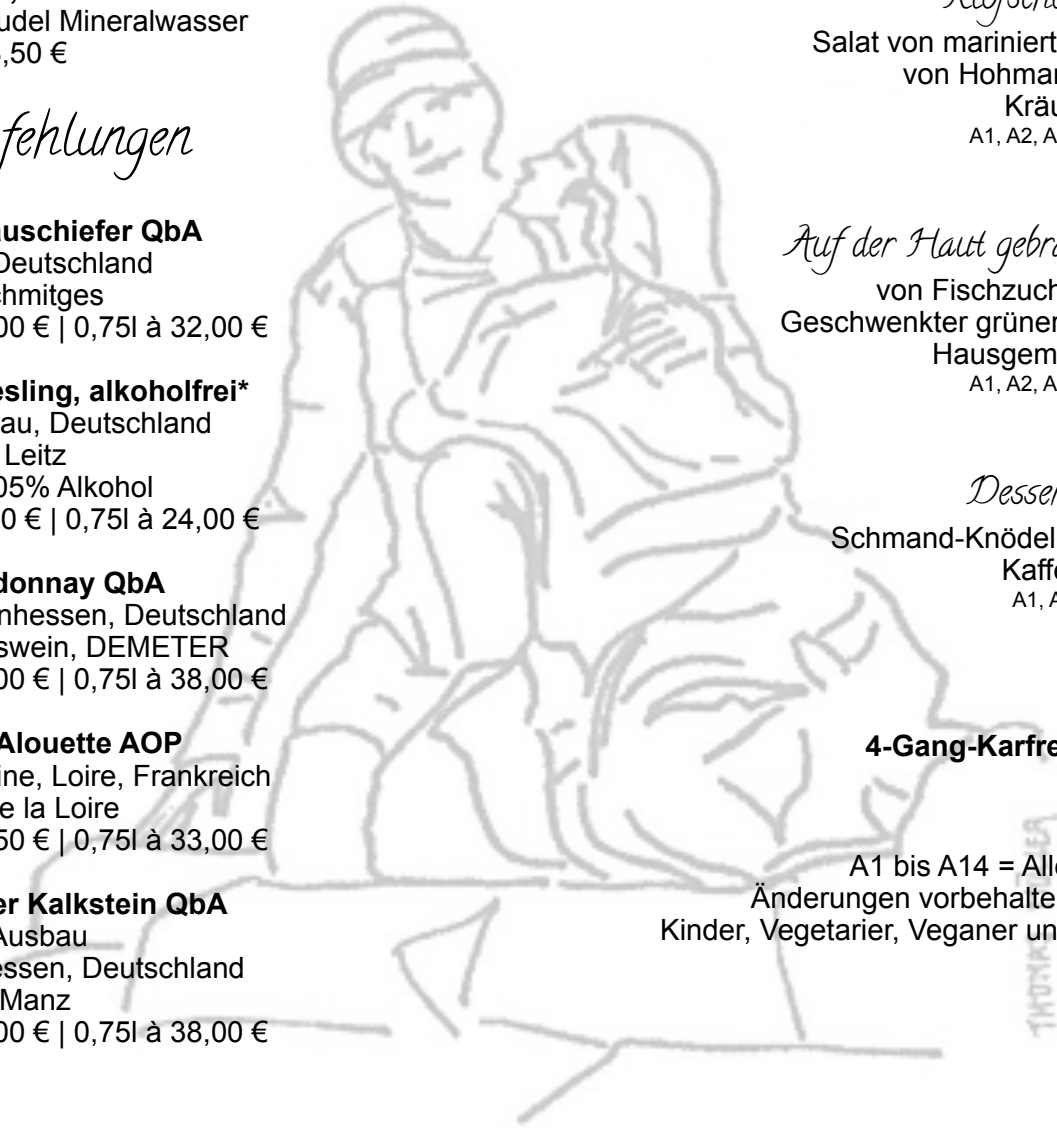 udel Mineralwasser
,50 €
fehlungen
uschiefer QbA
Deutschland
chmitges
00 € | 0,75l à 32,00 €
esling, alkoholfrei*
au, Deutschland
Leitz
05% Alkohol
0 € | 0,75l à 24,00 €
donnay QbA
nhessen, Deutschland
swein, DEMETER
00 € | 0,75l à 38,00 €
Alouette AOP
ine, Loire, Frankreich
e la Loire
50 € | 0,75l à 33,00 €
er Kalkstein QbA
Ausbau
essen, Deutschland
Manz
00 € | 0,75l à 38,00 €
Salat von mariniert
von Hohmar
Kräu
A1, A2, A
Auf der Haut gebra
von Fischzuch
Geschwenkter grüner
Hausgem
A1, A2, A
Desser
Schmand-Knödel
Kaffe
A1, A
4-Gang-Karfre
A1 bis A14 = Alle
Änderungen vorbehalte
Kinder, Vegetarier, Veganer un
THOMAS